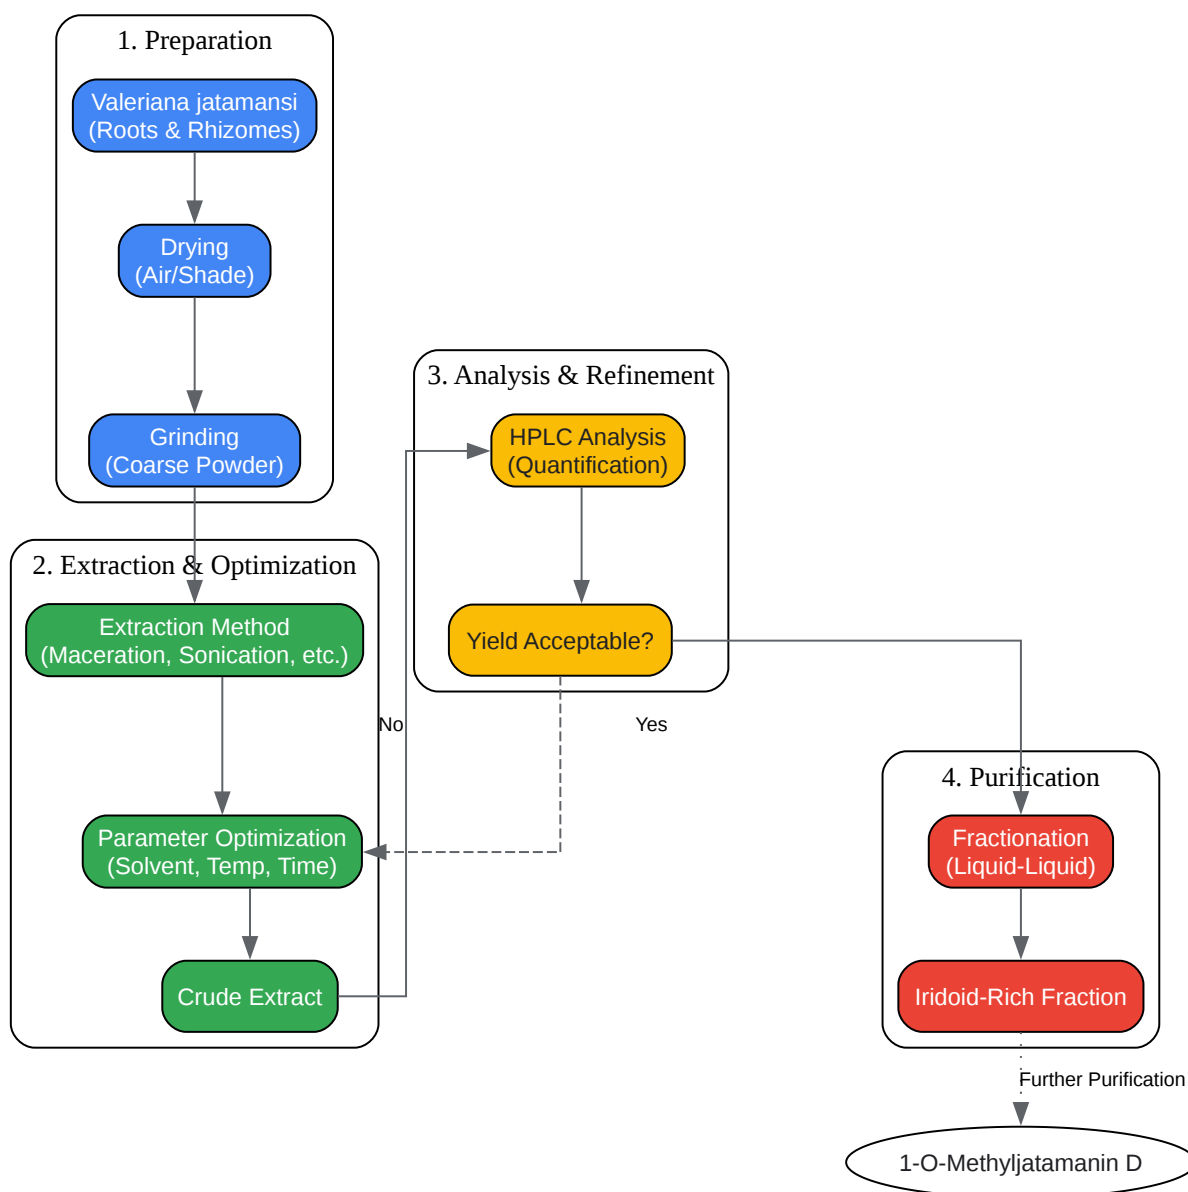 1. Preparation
Valeriana jatamansi
(Roots & Rhizomes)
Drying
(Air/Shade)
Grinding
(Coarse Powder)
2. Extraction & Optimization
Extraction Method
(Maceration, Sonication, etc.)
Parameter Optimization
(Solvent, Temp, Time)
Crude Extract
3. Analysis & Refinement
HPLC Analysis
(Quantification)
Yield Acceptable?
No
Yes
4. Purification
Fractionation
(Liquid-Liquid)
Iridoid-Rich Fraction
Further Purification
1-O-Methyljatamanin D